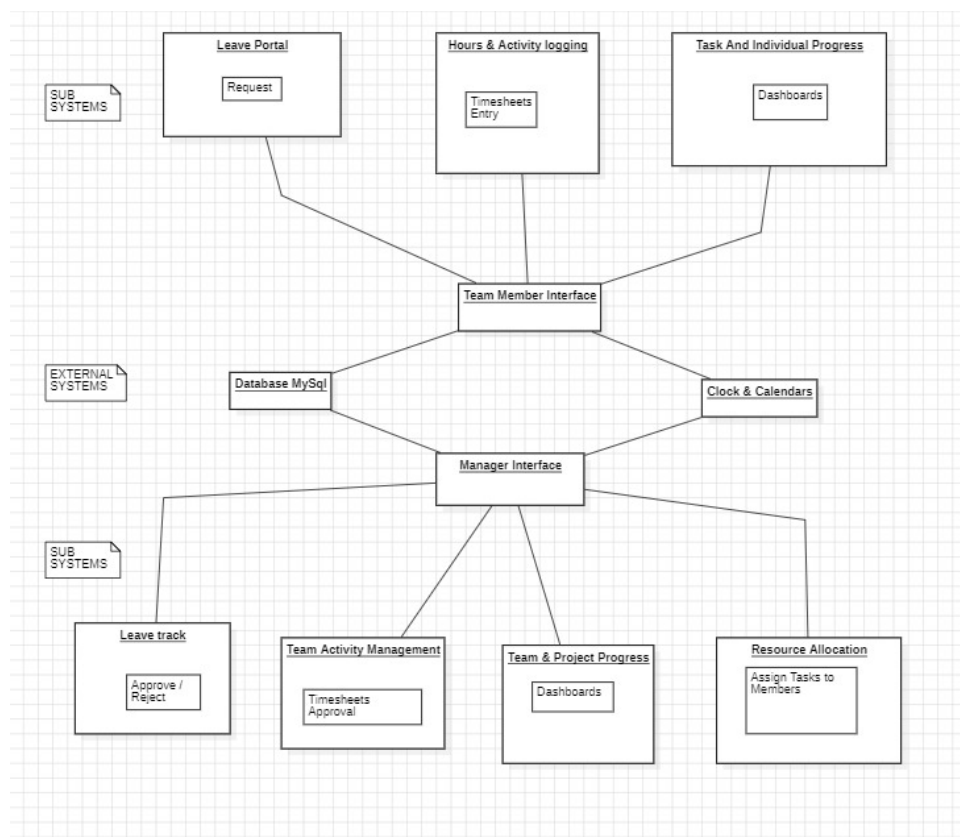 Leave Portal
Hours & Activity logging
Task And Individual Progress
SUB
SYSTEMS
Request
Timesheets
Entry
Dashboards
Team Member Interface
EXTERNAL
SYSTEMS
Database MySql
Clock & Calendars
Manager Interface
SUB
SYSTEMS
Leave track
Team Activity Management
Team & Project Progress
Resource Allocation
Approve /
Reject
Timesheets
Approval
Dashboards
Assign Tasks to
Members